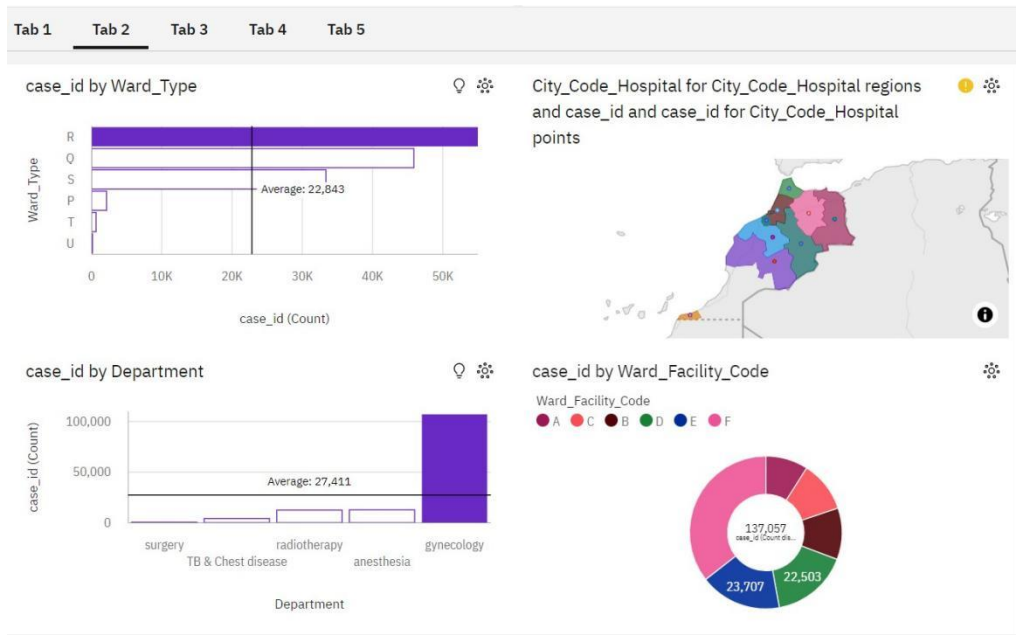 Tab 1 Tab 2 Tab 3 Tab 4 Tab 5
case_id by Ward_Type
Ward_Type
R
Q
S
P
T
U
Average: 22,843
0 10K 20K 30K 40K 50K
case_id (Count)
City_Code_Hospital for City_Code_Hospital regions
and case_id and case_id for City_Code_Hospital
points
case_id by Department
case_id (Count)
100,000
50,000
0
Average: 27,411
surgery radiotherapy gynecology
TB & Chest disease anesthesia
Department
case_id by Ward_Facility_Code
Ward_Facility_Code
A C B D E F
137,057
case_id (Count dis...
23,707
22,503